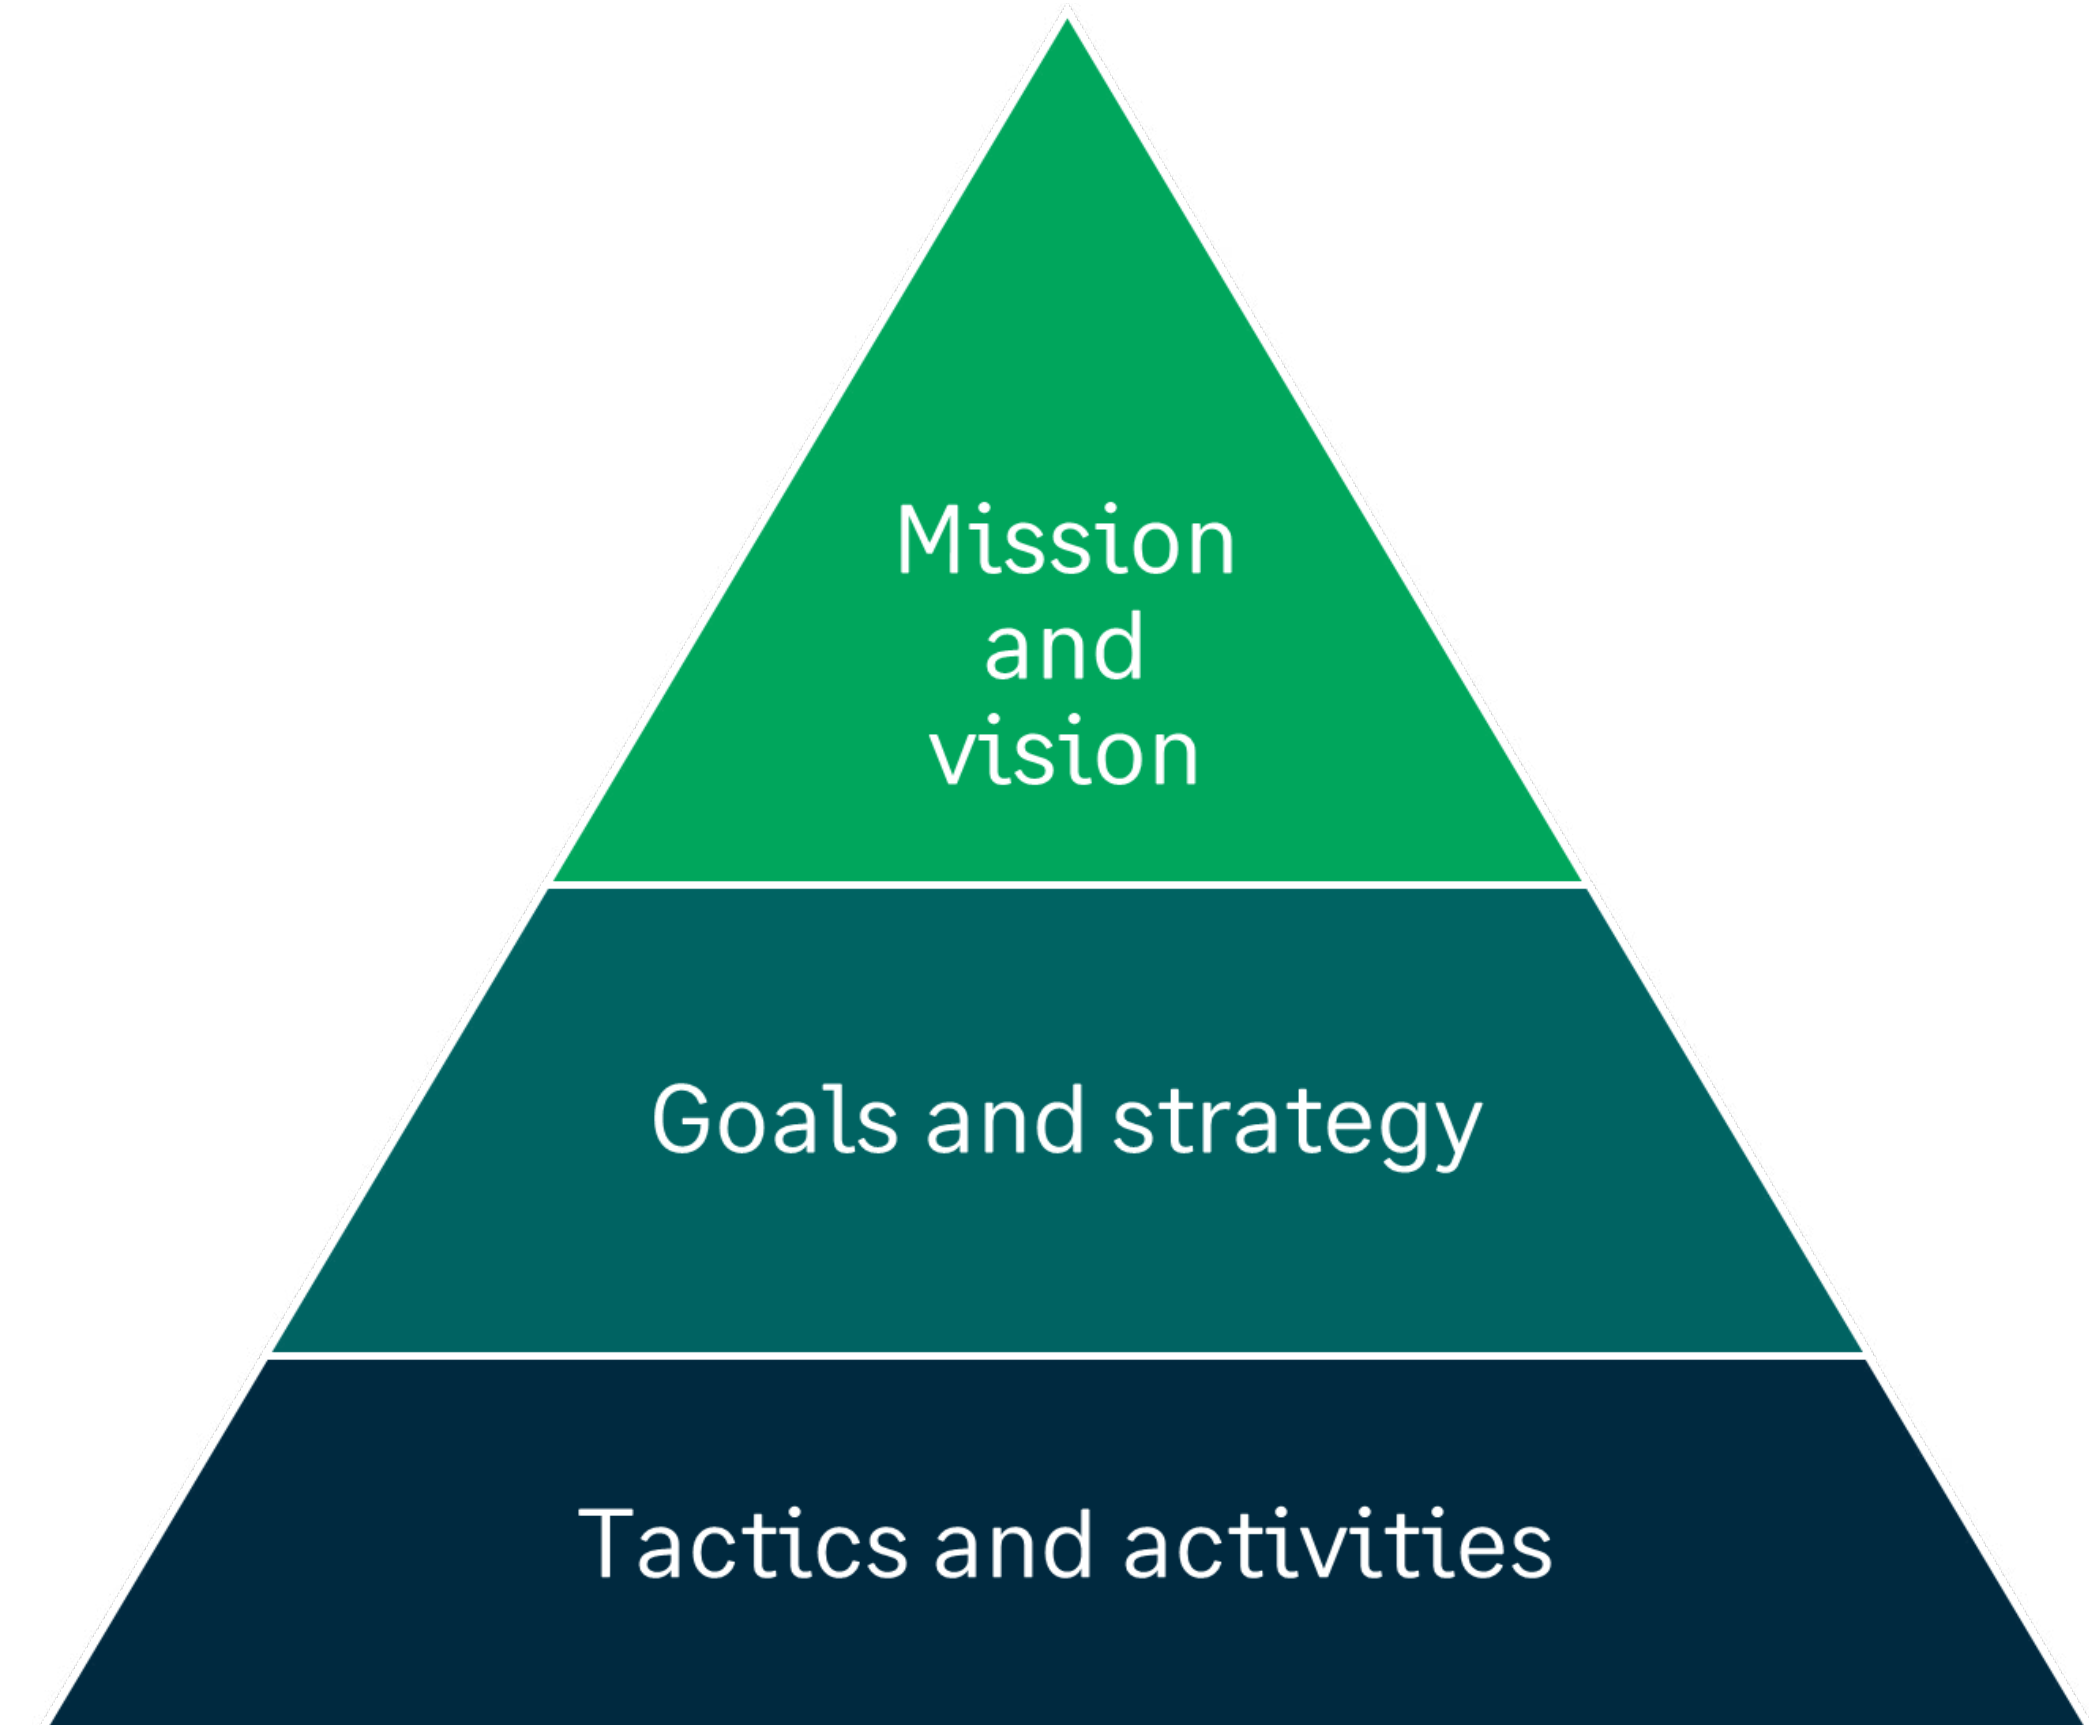 Mission
and
vision
Goals and strategy
Tactics and activities